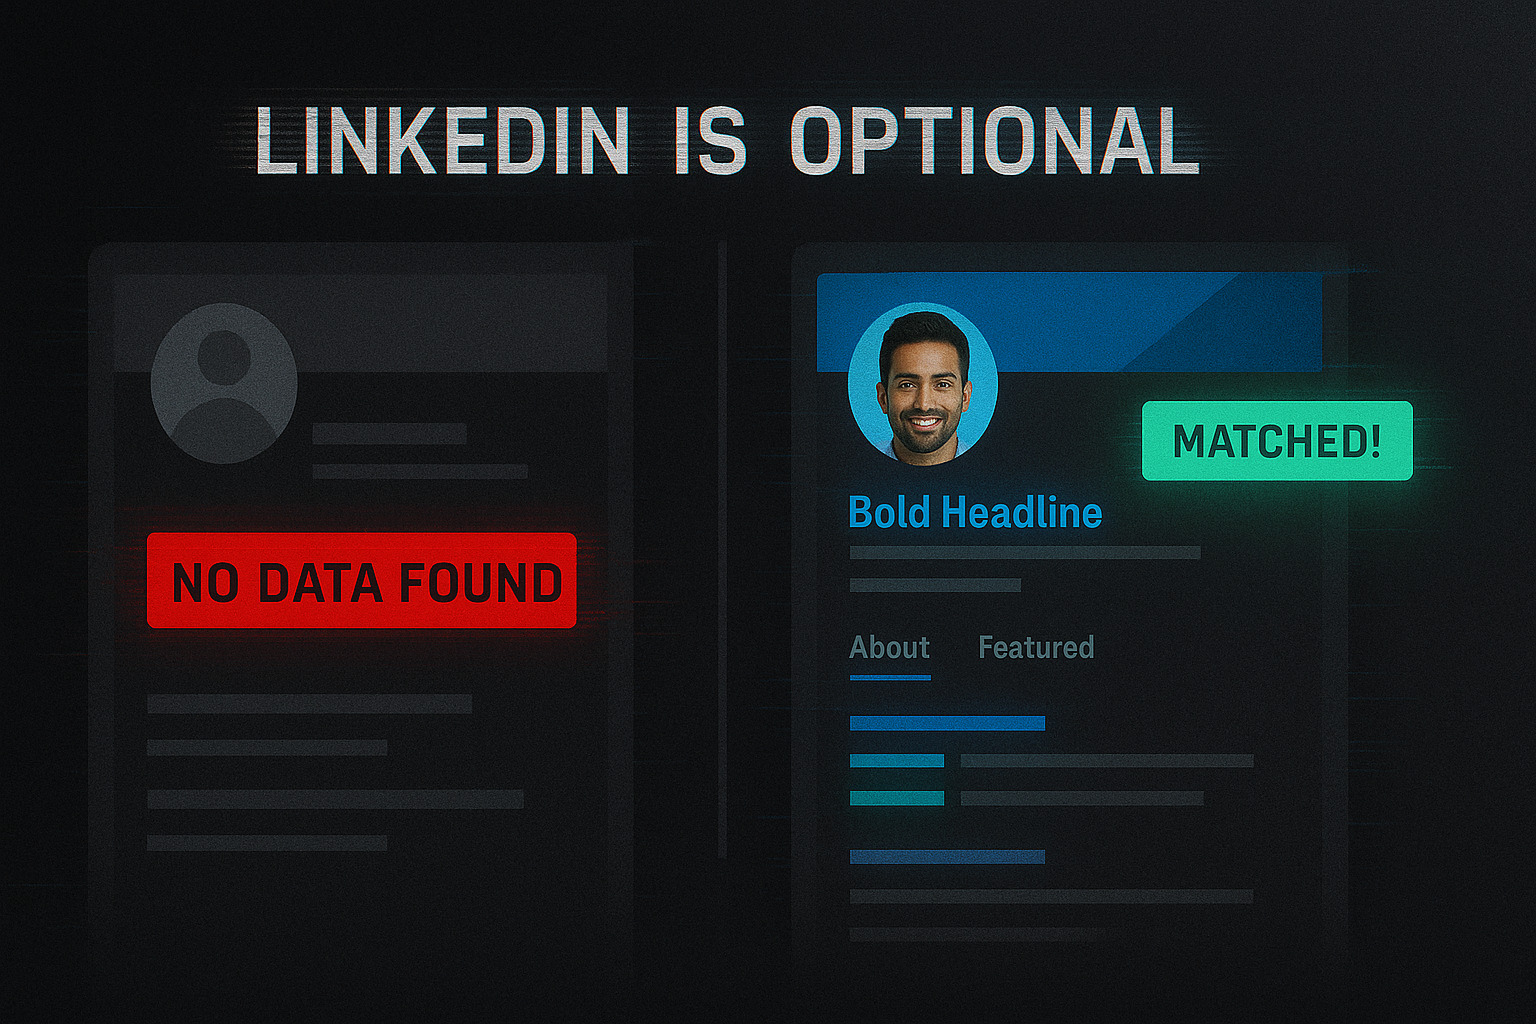 LINKEDIN IS OPTIONAL
NO DATA FOUND
MATCHED!
Bold Headline
About Featured